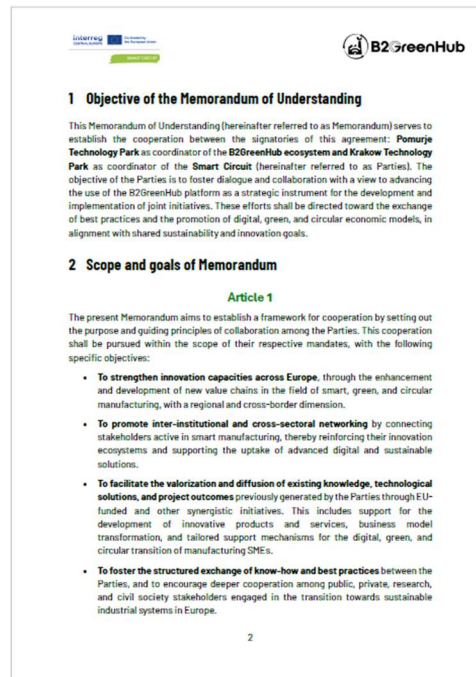 Interreg
CENTRAL EUROPE
Co-funded by
the European Union
SMART CIRCUIT
B2GreenHub
1 Objective of the Memorandum of Understanding
This Memorandum of Understanding (hereinafter referred to as Memorandum) serves to
establish the cooperation between the signatories of this agreement: Pomurje
Technology Park as coordinator of the B2GreenHub ecosystem and Krakow Technology
Park as coordinator of the Smart Circuit (hereinafter referred to as Parties). The
objective of the Parties is to foster dialogue and collaboration with a view to advancing
the use of the B2GreenHub platform as a strategic instrument for the development and
implementation of joint initiatives. These efforts shall be directed toward the exchange
of best practices and the promotion of digital, green, and circular economic models, in
alignment with shared sustainability and innovation goals.
2 Scope and goals of Memorandum
Article 1
The present Memorandum aims to establish a framework for cooperation by setting out
the purpose and guiding principles of collaboration among the Parties. This cooperation
shall be pursued within the scope of their respective mandates, with the following
specific objectives:
• To strengthen innovation capacities across Europe, through the enhancement
and development of new value chains in the field of smart, green, and circular
manufacturing, with a regional and cross-border dimension.
• To promote inter-institutional and cross-sectoral networking by connecting
stakeholders active in smart manufacturing, thereby reinforcing their innovation
ecosystems and supporting the uptake of advanced digital and sustainable
solutions.
• To facilitate the valorization and diffusion of existing knowledge, technological
solutions, and project outcomes previously generated by the Parties through EU-
funded and other synergistic initiatives. This includes support for the
development of innovative products and services, business model
transformation, and tailored support mechanisms for the digital, green, and
circular transition of manufacturing SMEs.
• To foster the structured exchange of know-how and best practices between the
Parties, and to encourage deeper cooperation among public, private, research,
and civil society stakeholders engaged in the transition towards sustainable
industrial systems in Europe.
2